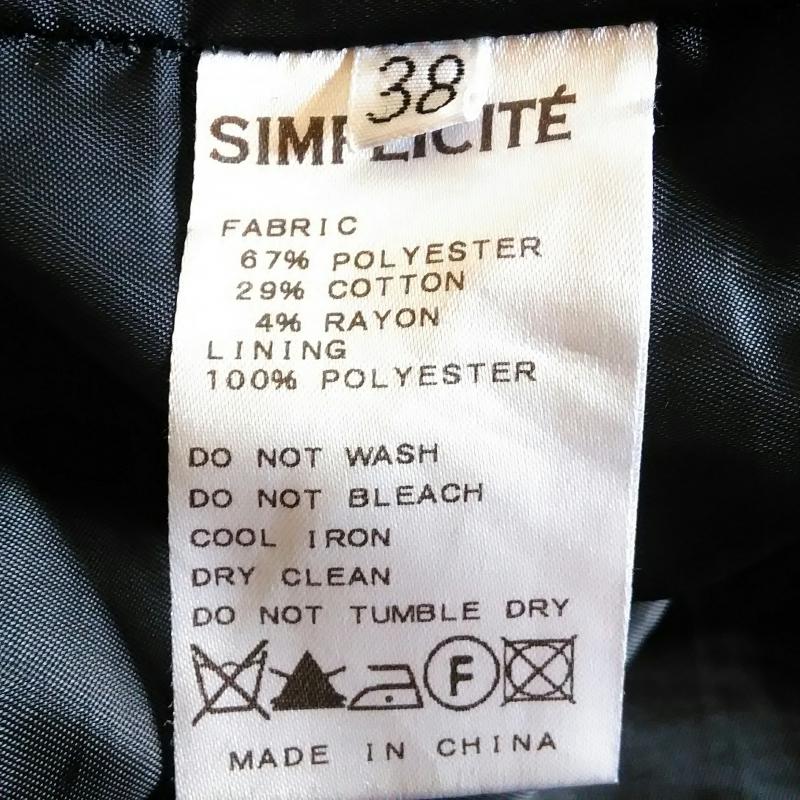 38
SIMPLICITÉ
FABRIC
67% POLYESTER
29% COTTON
4% RAYON
LINING
100% POLYESTER
DO NOT WASH
DO NOT BLEACH
COOL IRON
DRY CLEAN
DO NOT TUMBLE DRY
F
MADE IN CHINA